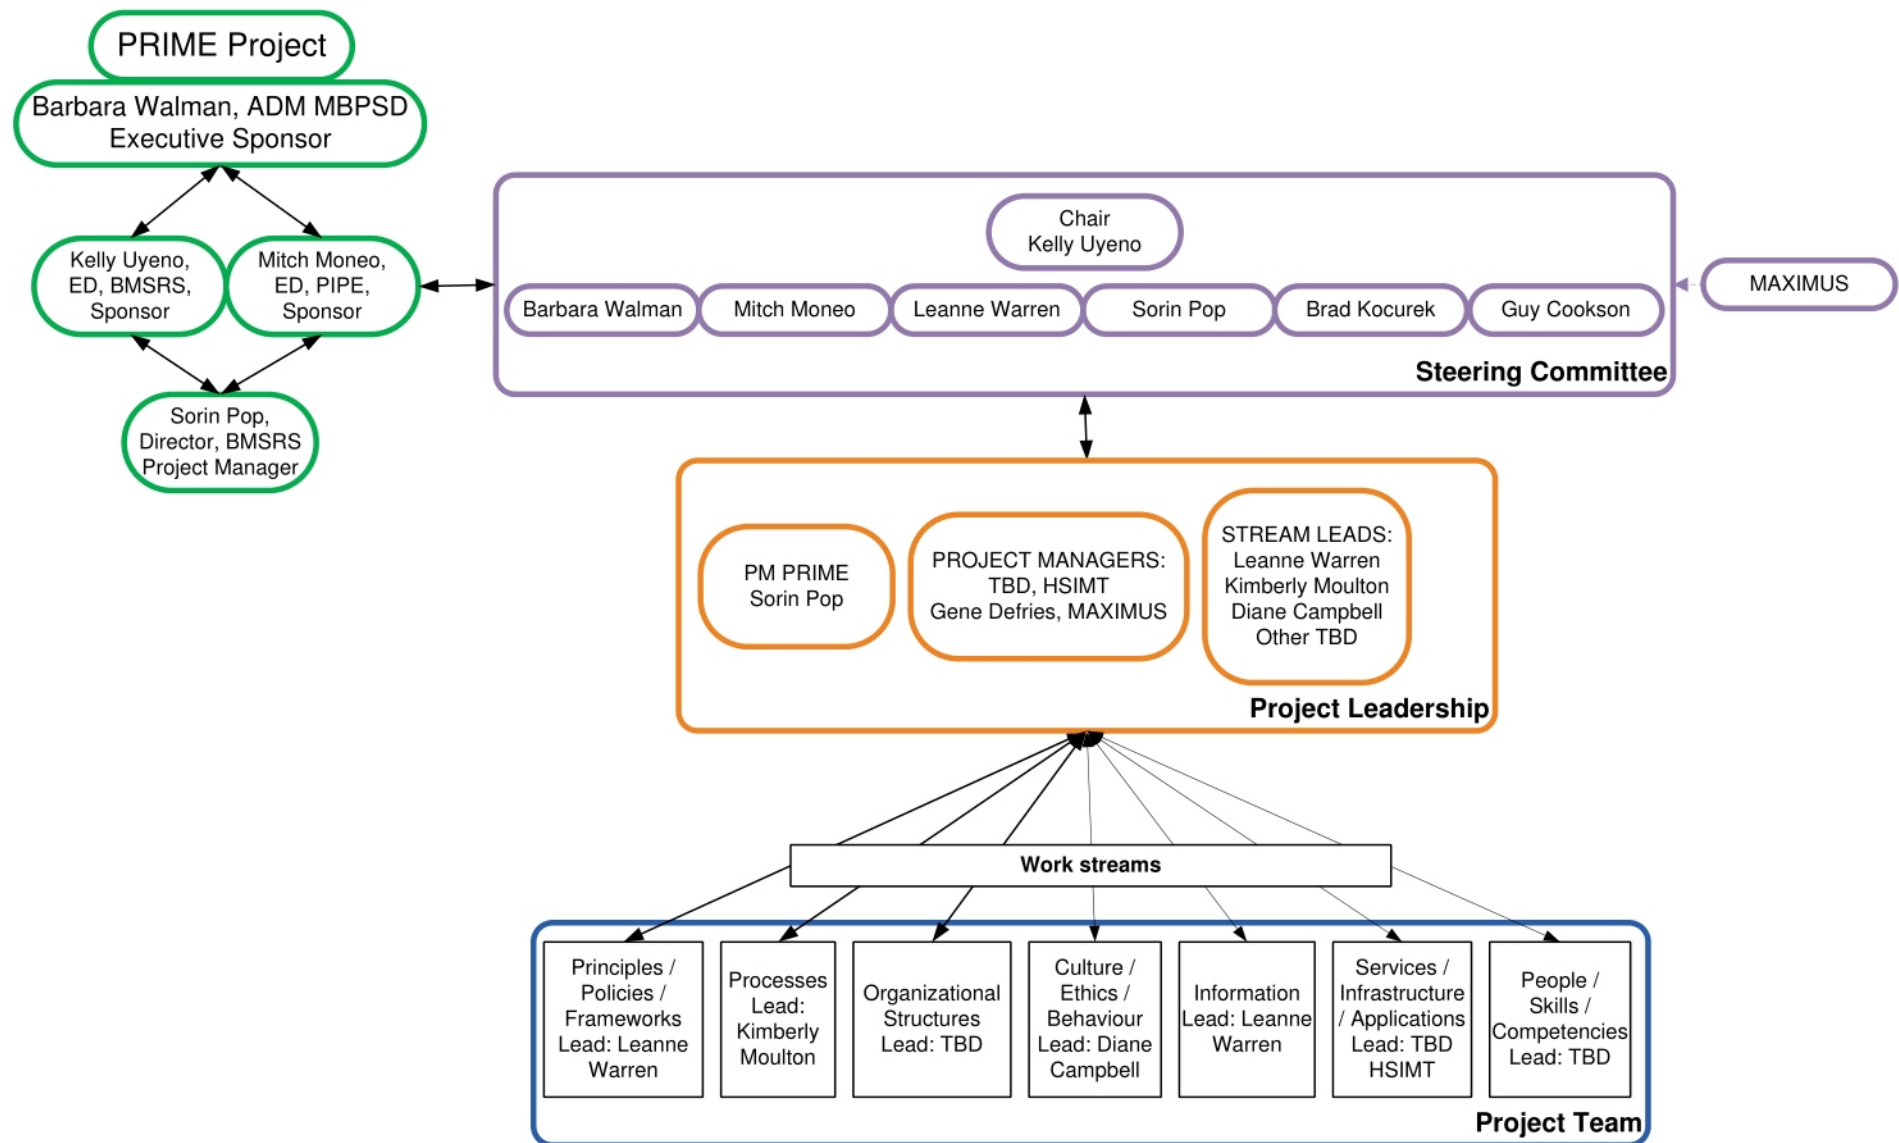 PRIME Project
Barbara Walman, ADM MBPSD
Executive Sponsor
Kelly Uyeno,
ED, BMSRS,
Sponsor
Mitch Moneo,
ED, PIPE,
Sponsor
Sorin Pop,
Director, BMSRS
Project Manager
Chair
Kelly Uyeno
Barbara Walman
Mitch Moneo
Leanne Warren
Sorin Pop
Brad Kocurek
Guy Cookson
Steering Committee
MAXIMUS
PM PRIME
Sorin Pop
PROJECT MANAGERS:
TBD, HSIMT
Gene Defries, MAXIMUS
STREAM LEADS:
Leanne Warren
Kimberly Moulton
Diane Campbell
Other TBD
Project Leadership
Work streams
Principles /
Policies /
Frameworks
Lead: Leanne
Warren
Processes
Lead:
Kimberly
Moulton
Organizational
Structures
Lead: TBD
Culture /
Ethics /
Behaviour
Lead: Diane
Campbell
Information
Lead: Leanne
Warren
Services /
Infrastructure
/ Applications
Lead: TBD
HSIMT
People /
Skills /
Competencies
Lead: TBD
Project Team